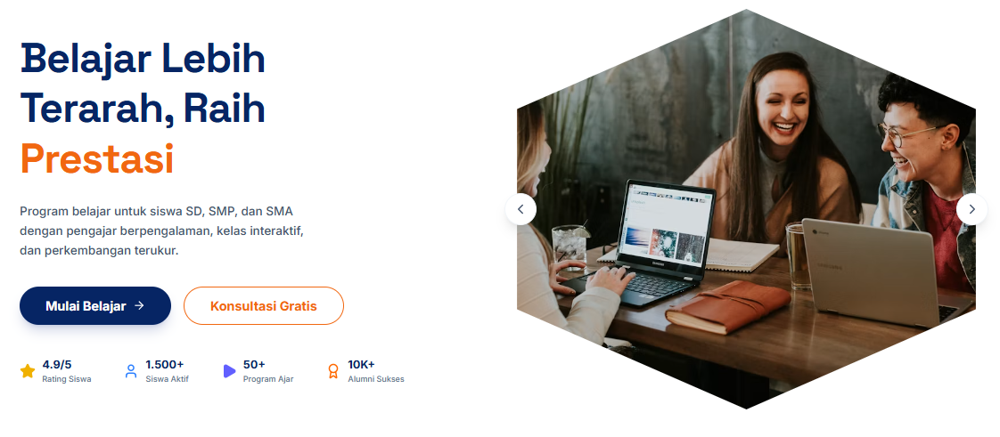 Belajar Lebih
Terarah, Raih
Prestasi
Program belajar untuk siswa SD, SMP, dan SMA
dengan pengajar berpengalaman, kelas interaktif,
dan perkembangan terukur.
Mulai Belajar →
Konsultasi Gratis
4.9/5
Rating Siswa
1.500+
Siswa Aktif
50+
Program Ajar
10K+
Alumni Sukses
SAMSUNG